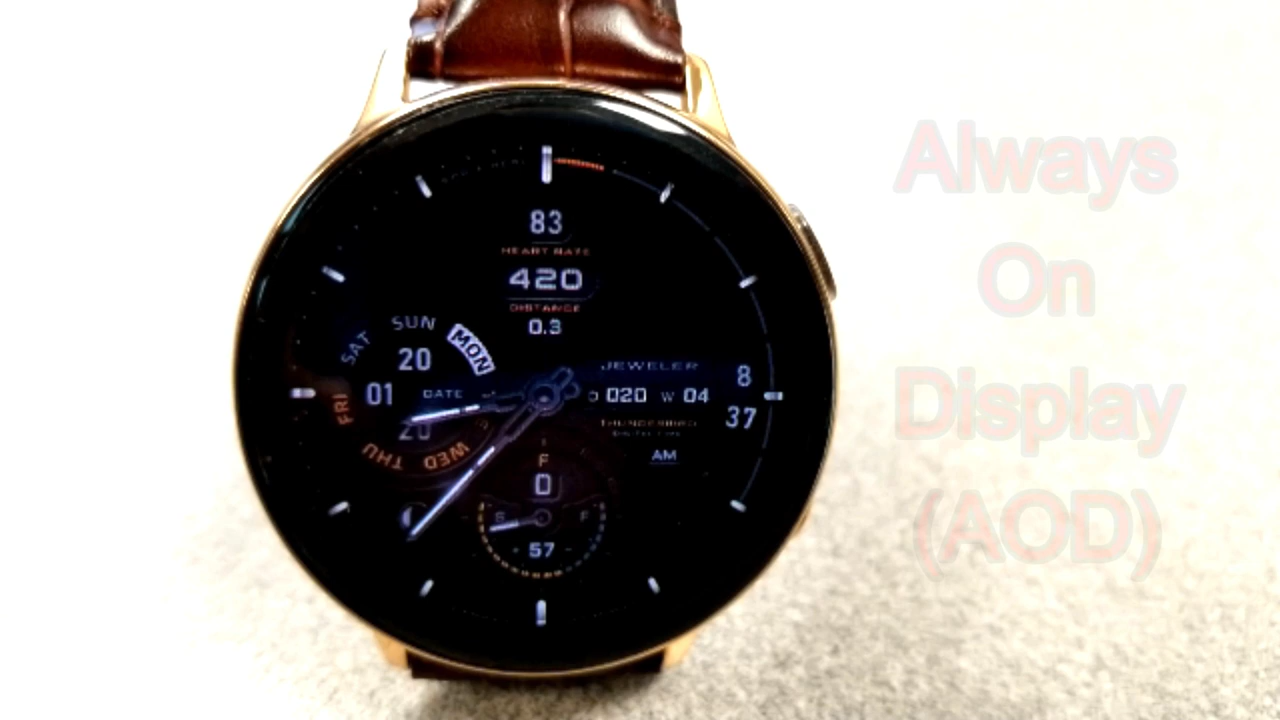 Always
On
Display
(AOD)
83
HEART RATE
420
DISTANCE
0.3
SUN
MON
SAT
20
01
DATE
FRI
20
THU
WED
JEWELER
020 W 04
THUNDERBIRD
8
37
AM
F
0
S
F
57